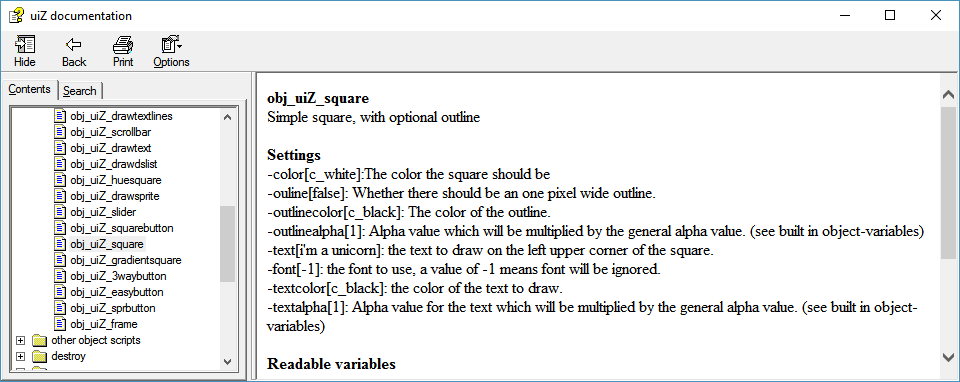 uiZ documentation
Hide
Back
Print
Options
Contents
Search
obj_uiZ_drawtextlines
obj_uiZ_scrollbar
obj_uiZ_drawtext
obj_uiZ_drawdslist
obj_uiZ_huesquare
obj_uiZ_drawsprite
obj_uiZ_slider
obj_uiZ_squarebutton
obj_uiZ_square
obj_uiZ_gradientsquare
obj_uiZ_3waybutton
obj_uiZ_easybutton
obj_uiZ_sprbutton
obj_uiZ_frame
other object scripts
destroy
obj_uiZ_square
Simple square, with optional outline
Settings
-color[c_white]:The color the square should be
-ouline[false]: Whether there should be an one pixel wide outline.
-outlinecolor[c_black]: The color of the outline.
-outlinealpha[1]: Alpha value which will be multiplied by the general alpha value. (see built in object-variables)
-text[i'm a unicorn]: the text to draw on the left upper corner of the square.
-font[-1]: the font to use, a value of -1 means font will be ignored.
-textcolor[c_black]: the color of the text to draw.
-textalpha[1]: Alpha value for the text which will be multiplied by the general alpha value. (see built in object-
variables)
Readable variables